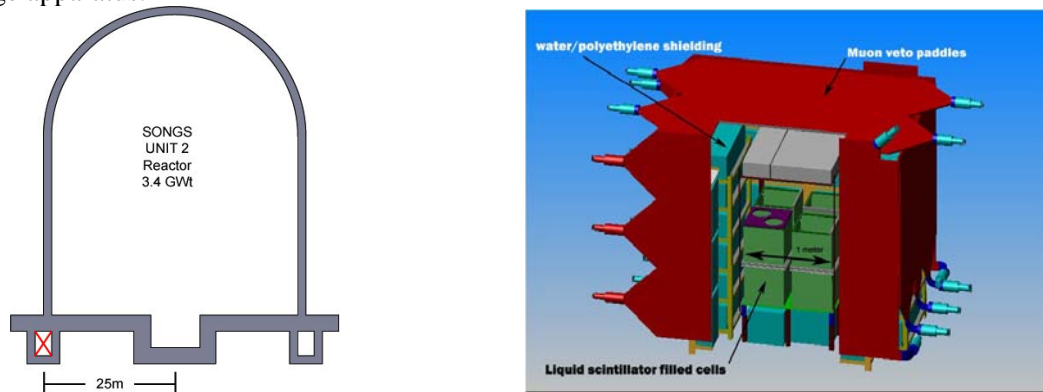 SONGS
UNIT 2
Reactor
3.4 GWt
25m
water/polyethylene shielding
Muon veto paddles
1 meter
Liquid scintillator filled cells